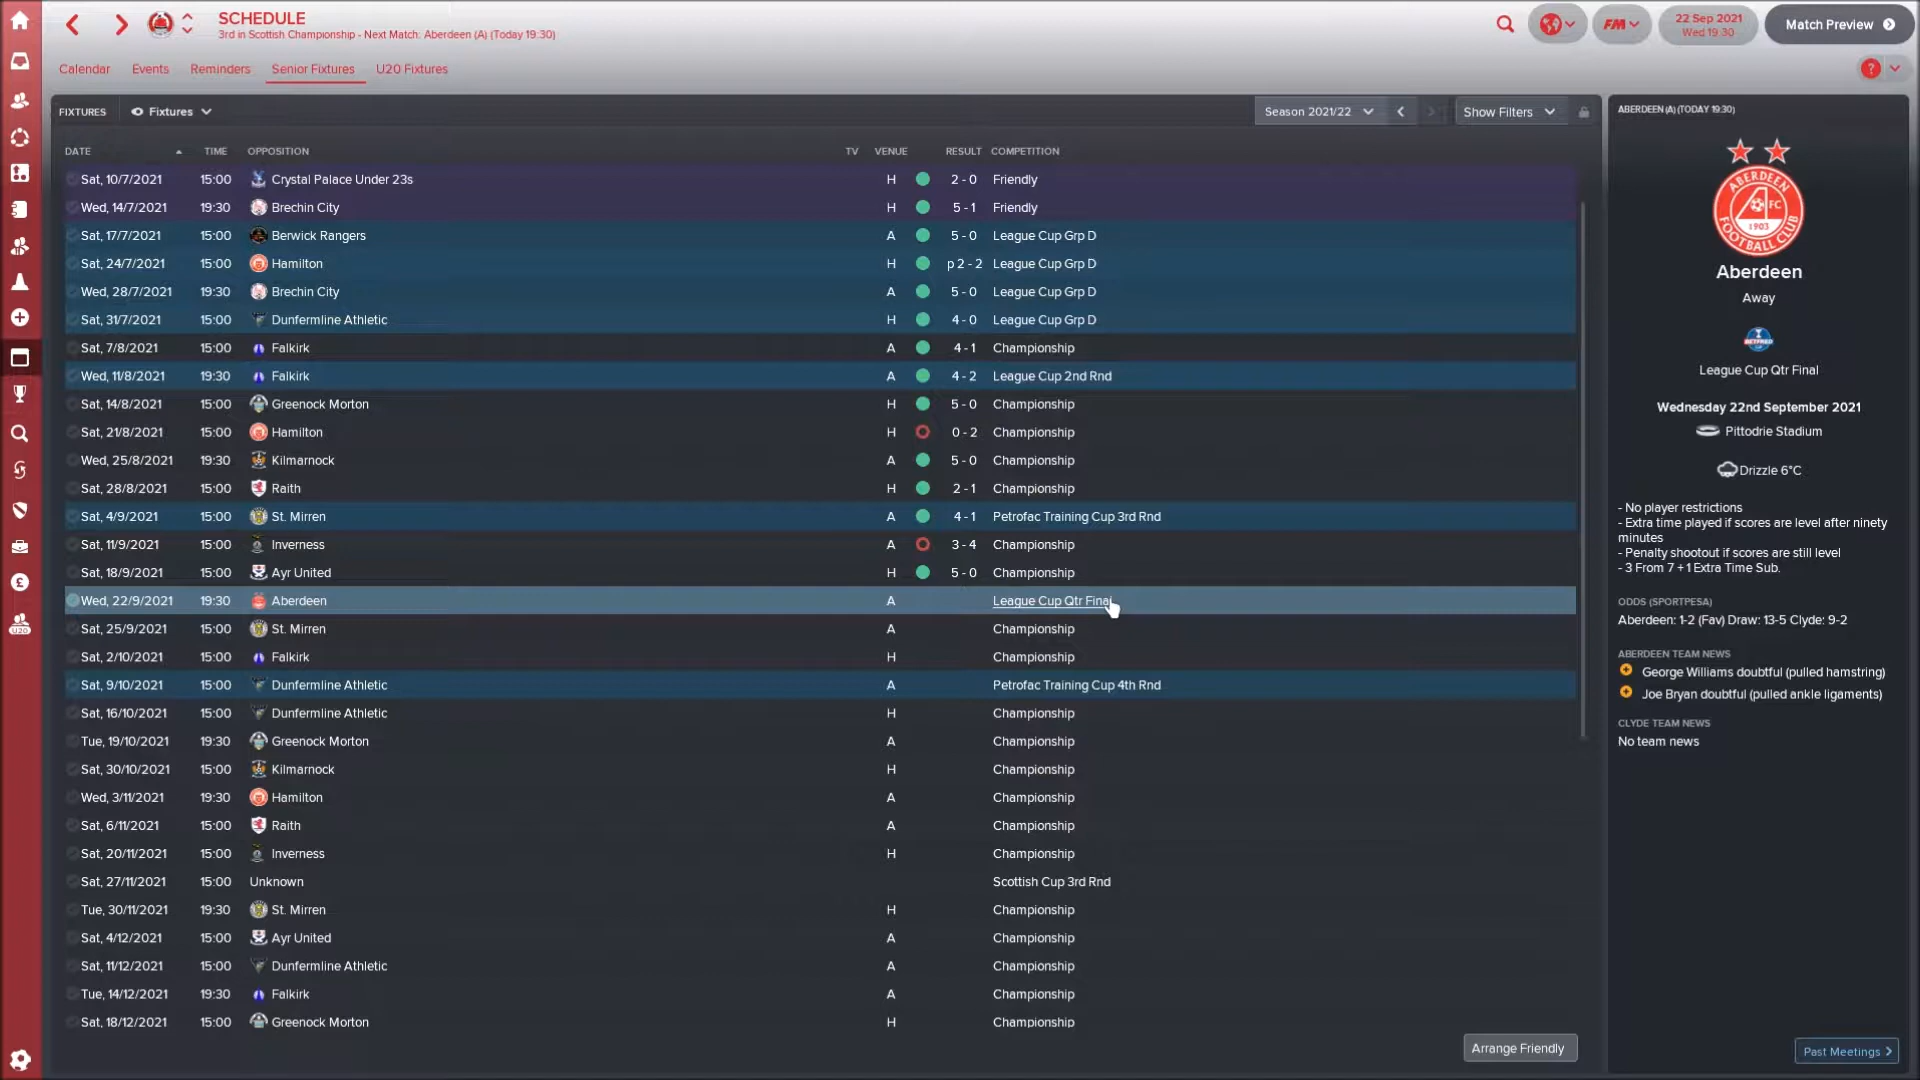 SCHEDULE
3rd in Scottish Championship - Next Match: Aberdeen (A) (Today 19:30)
FM
22 Sep 2021
Wed 19:30
Match Preview
Calendar Events Reminders Senior Fixtures U20 Fixtures
?
FIXTURES Fixtures Season 2021/22 Show Filters
DATE TIME OPPOSITION TV VENUE RESULT COMPETITION
Sat, 10/7/2021 15:00 Crystal Palace Under 23s H 2 - 0 Friendly
Wed, 14/7/2021 19:30 Brechin City H 5 - 1 Friendly
Sat, 17/7/2021 15:00 Berwick Rangers A 5 - 0 League Cup Grp D
Sat, 24/7/2021 15:00 Hamilton H p 2 - 2 League Cup Grp D
Wed, 28/7/2021 19:30 Brechin City A 5 - 0 League Cup Grp D
Sat, 31/7/2021 15:00 Dunfermline Athletic H 4 - 0 League Cup Grp D
Sat, 7/8/2021 15:00 Falkirk A 4 - 1 Championship
Wed, 11/8/2021 19:30 Falkirk A 4 - 2 League Cup 2nd Rnd
Sat, 14/8/2021 15:00 Greenock Morton H 5 - 0 Championship
Sat, 21/8/2021 15:00 Hamilton H 0 - 2 Championship
Wed, 25/8/2021 19:30 Kilmarnock A 5 - 0 Championship
Sat, 28/8/2021 15:00 Raith H 2 - 1 Championship
Sat, 4/9/2021 15:00 St. Mirren A 4 - 1 Petrofac Training Cup 3rd Rnd
Sat, 11/9/2021 15:00 Inverness A 3 - 4 Championship
Sat, 18/9/2021 15:00 Ayr United H 5 - 0 Championship
Wed, 22/9/2021 19:30 Aberdeen A League Cup Qtr Final
Sat, 25/9/2021 15:00 St. Mirren A Championship
Sat, 2/10/2021 15:00 Falkirk H Championship
Sat, 9/10/2021 15:00 Dunfermline Athletic A Petrofac Training Cup 4th Rnd
Sat, 16/10/2021 15:00 Dunfermline Athletic H Championship
Tue, 19/10/2021 19:30 Greenock Morton A Championship
Sat, 30/10/2021 15:00 Kilmarnock H Championship
Wed, 3/11/2021 19:30 Hamilton A Championship
Sat, 6/11/2021 15:00 Raith A Championship
Sat, 20/11/2021 15:00 Inverness H Championship
Sat, 27/11/2021 15:00 Unknown Scottish Cup 3rd Rnd
Tue, 30/11/2021 19:30 St. Mirren H Championship
Sat, 4/12/2021 15:00 Ayr United A Championship
Sat, 11/12/2021 15:00 Dunfermline Athletic A Championship
Tue, 14/12/2021 19:30 Falkirk A Championship
Sat, 18/12/2021 15:00 Greenock Morton H Championship
Arrange Friendly
ABERDEEN (A) (TODAY 19:30)
ABERDEEN
FC
1903
FOOTBALL CLUB
Aberdeen
Away
BETFRED
League Cup Qtr Final
Wednesday 22nd September 2021
Pittodrie Stadium
Drizzle 6°C
- No player restrictions
- Extra time played if scores are level after ninety
minutes
- Penalty shootout if scores are still level
- 3 From 7 + 1 Extra Time Sub.
ODDS (SPORTPESA)
Aberdeen: 1-2 (Fav) Draw: 13-5 Clyde: 9-2
ABERDEEN TEAM NEWS
George Williams doubtful (pulled hamstring)
Joe Bryan doubtful (pulled ankle ligaments)
CLYDE TEAM NEWS
No team news
Past Meetings
U20